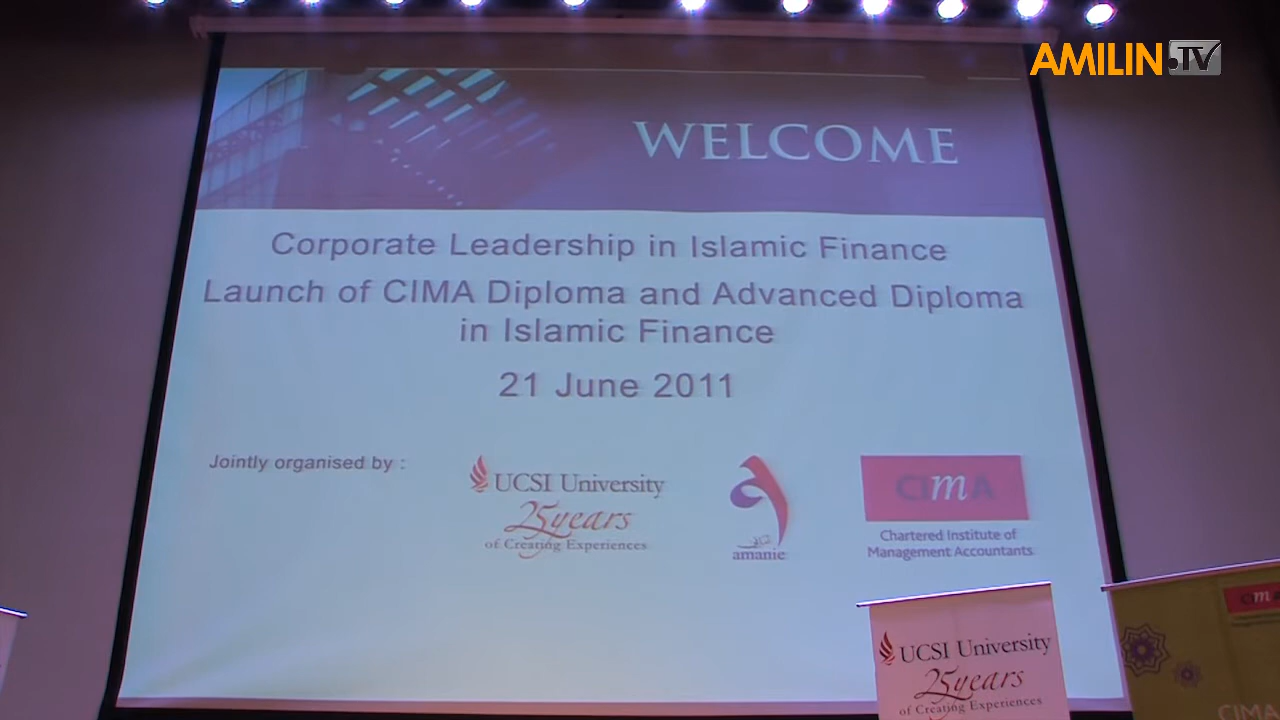 AMILIN.TV
WELCOME
Corporate Leadership in Islamic Finance
Launch of CIMA Diploma and Advanced Diploma
in Islamic Finance
21 June 2011
Jointly organised by :
UCSI University
25years
of Creating Experiences
amanie
CIMA
Chartered Institute of
Management Accountants
UCSI University
25years
of Creating Experiences
CIMA
CIMA